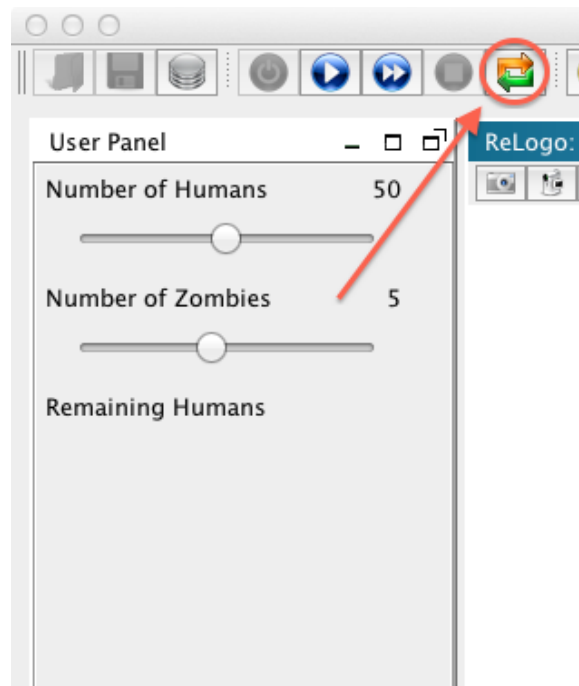 User Panel
ReLogo:
Number of Humans 50
Number of Zombies 5
Remaining Humans